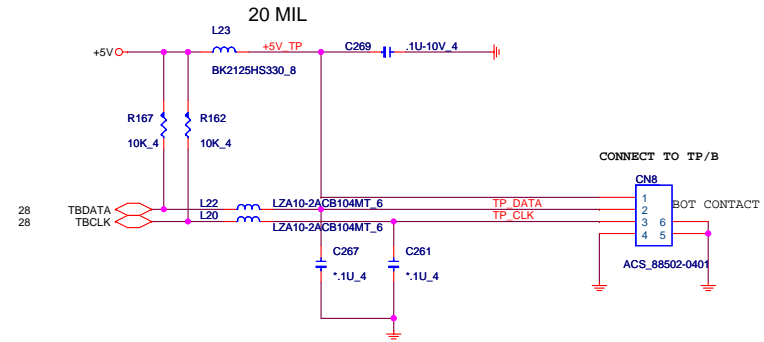 20 MIL
L23
+5V
+5V_TP
C269
.1U-10V_4
BK2125HS330_8
R167
R162
10K_4
10K_4
CONNECT TO TP/B
CN8
28
TBDATA
L22
LZA10-2ACB104MT_6
TP_DATA
1
2
BOT CONTACT
28
TBCLK
L20
LZA10-2ACB104MT_6
TP_CLK
3
6
4
5
C267
C261
ACS_88502-0401
*.1U_4
*.1U_4